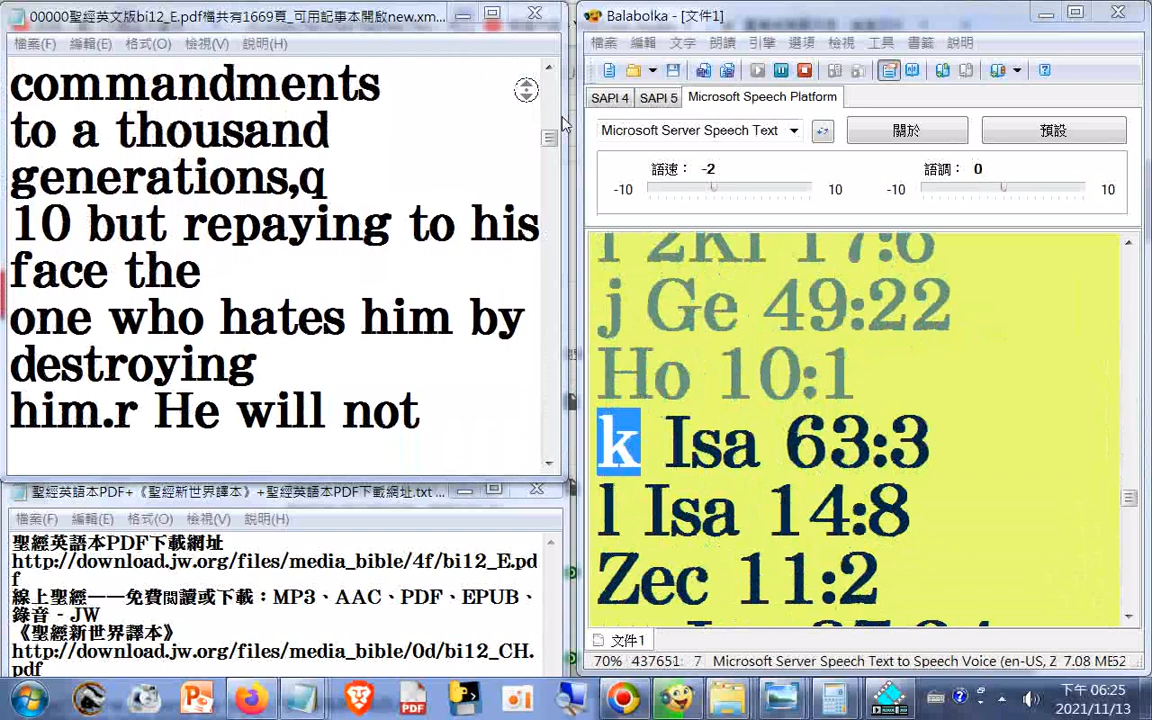 00000聖經英文版bi12_E.pdf檔共有1669頁_可用記事本開啟new.xm...
檔案(F) 編輯(E) 格式(O) 檢視(V) 說明(H)
commandments
to a thousand
generations,q
10 but repaying to his
face the
one who hates him by
destroying
him.r He will not
聖經英語本PDF+《聖經新世界譯本》+聖經英語本PDF下載網址.txt ...
檔案(F) 編輯(E) 格式(O) 檢視(V) 說明(H)
聖經英語本PDF下載網址
http://download.jw.org/files/media_bible/4f/bi12_E.pd
f
線上聖經——免費閱讀或下載：MP3、AAC、PDF、EPUB、
錄音 - JW
《聖經新世界譯本》
http://download.jw.org/files/media_bible/0d/bi12_CH.
pdf
Balabolka - [文件1]
檔案 編輯 文字 朗讀 引擎 選項 檢視 工具 書籤 說明
SAPI 4 SAPI 5 Microsoft Speech Platform
Microsoft Server Speech Text 關於 預設
語速： -2 語調： 0
-10 10 -10 10
2Ki 17:6
j Ge 49:22
Ho 10:1
k Isa 63:3
l Isa 14:8
Zec 11:2
文件1
70% 437651: 7 Microsoft Server Speech Text to Speech Voice (en-US, Z 7.08 ME52
PDF
下午 06:25
2021/11/13